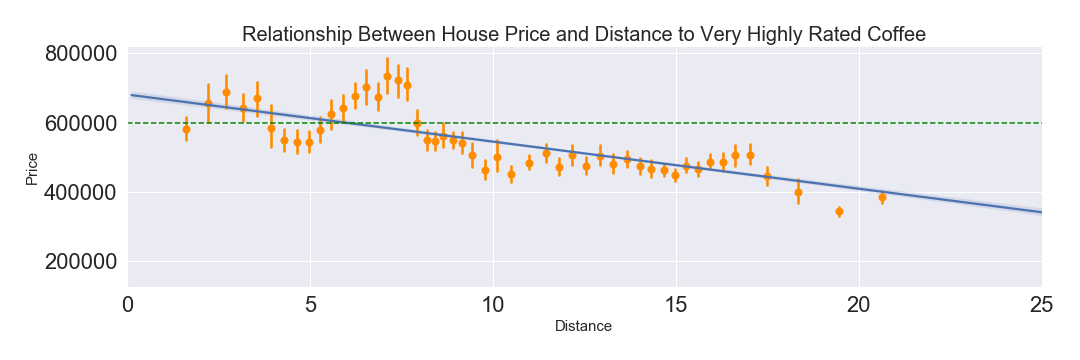 Relationship Between House Price and Distance to Very Highly Rated Coffee
800000
600000
400000
200000
Price
0 5 10 15 20 25
Distance